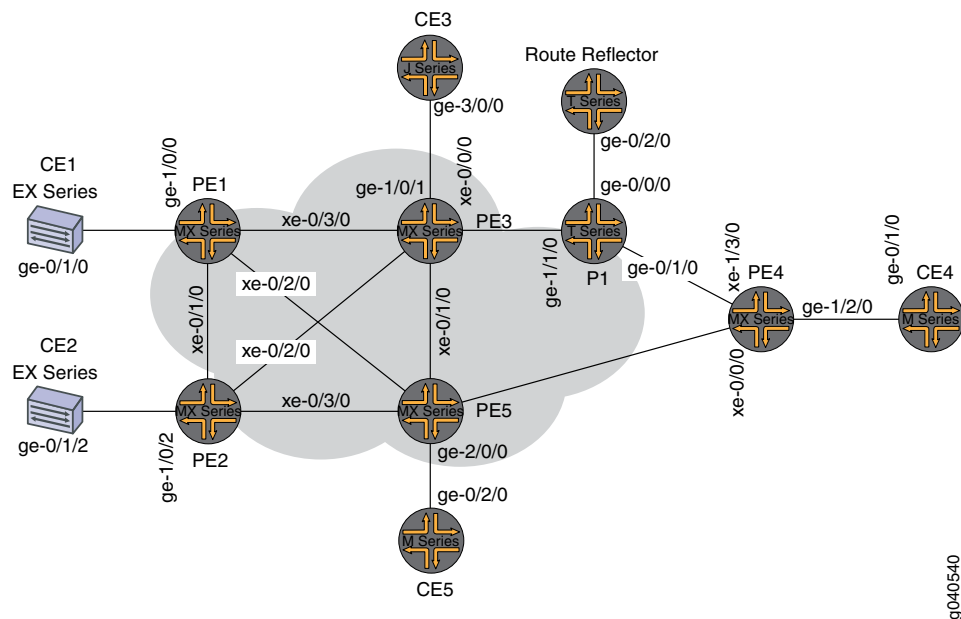 CE3
J Series
ge-3/0/0
Route Reflector
T Series
ge-0/2/0
ge-0/0/0
CE1
EX Series
ge-0/1/0
ge-1/0/0
PE1
MX Series
xe-0/3/0
ge-1/0/1
xe-0/0/0
MX Series
PE3
T Series
ge-1/1/0
P1
ge-0/1/0
xe-1/3/0
PE4
MX Series
ge-1/2/0
ge-0/1/0
CE4
M Series
xe-0/0/0
xe-0/2/0
xe-0/1/0
xe-0/2/0
xe-0/1/0
CE2
EX Series
ge-0/1/2
ge-1/0/2
MX Series
PE2
xe-0/3/0
MX Series
PE5
ge-2/0/0
ge-0/2/0
M Series
CE5
g040540